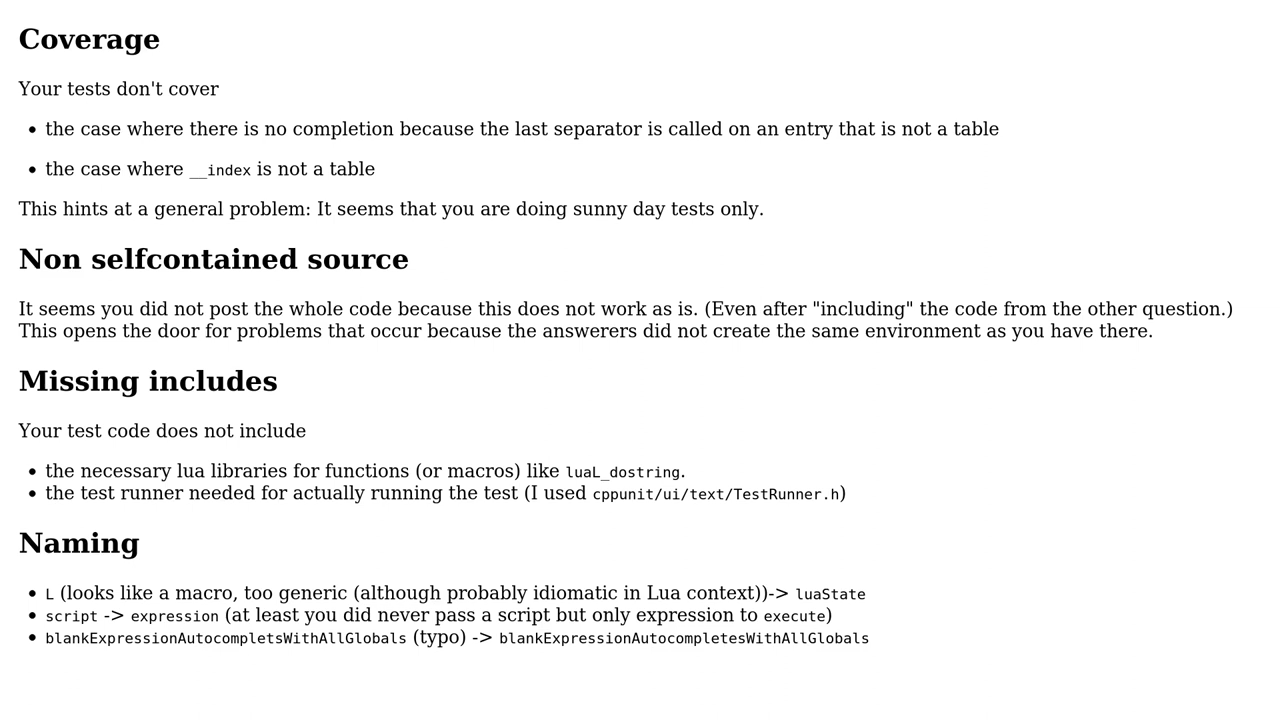 Coverage
Your tests don't cover
• the case where there is no completion because the last separator is called on an entry that is not a table
• the case where __index is not a table
This hints at a general problem: It seems that you are doing sunny day tests only.
Non selfcontained source
It seems you did not post the whole code because this does not work as is. (Even after "including" the code from the other question.)
This opens the door for problems that occur because the answerers did not create the same environment as you have there.
Missing includes
Your test code does not include
• the necessary lua libraries for functions (or macros) like luaL_dostring.
• the test runner needed for actually running the test (I used cppunit/ui/text/TestRunner.h)
Naming
• L (looks like a macro, too generic (although probably idiomatic in Lua context))-> luaState
• script -> expression (at least you did never pass a script but only expression to execute)
• blankExpressionAutocompletsWithAllGlobals (typo) -> blankExpressionAutocompletesWithAllGlobals